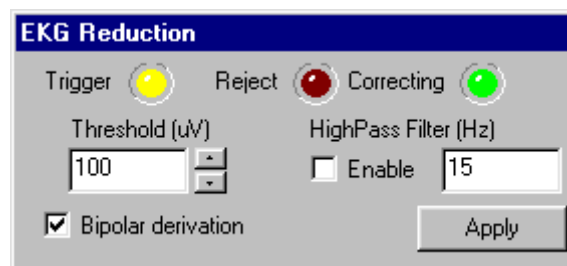 EKG Reduction
Trigger Reject Correcting
Threshold (uV) HighPass Filter (Hz)
100 Enable 15
Bipolar derivation Apply